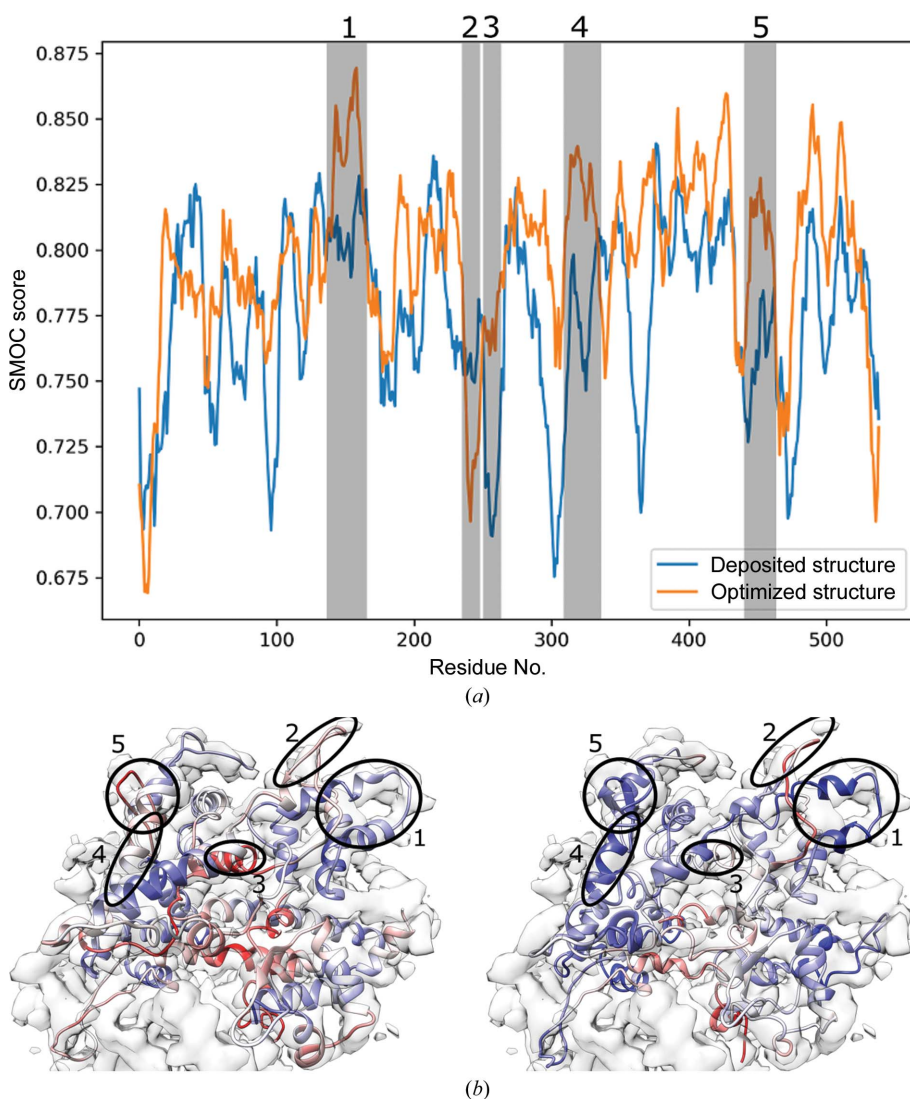 1 2 3 4 5
0.875
0.850
0.825
0.800
0.775
0.750
0.725
0.700
0.675
SMOC score
Deposited structure
Optimized structure
0 100 200 300 400 500
Residue No.
(a)
5 2 1 4 3
5 2 1 4 3
(b)